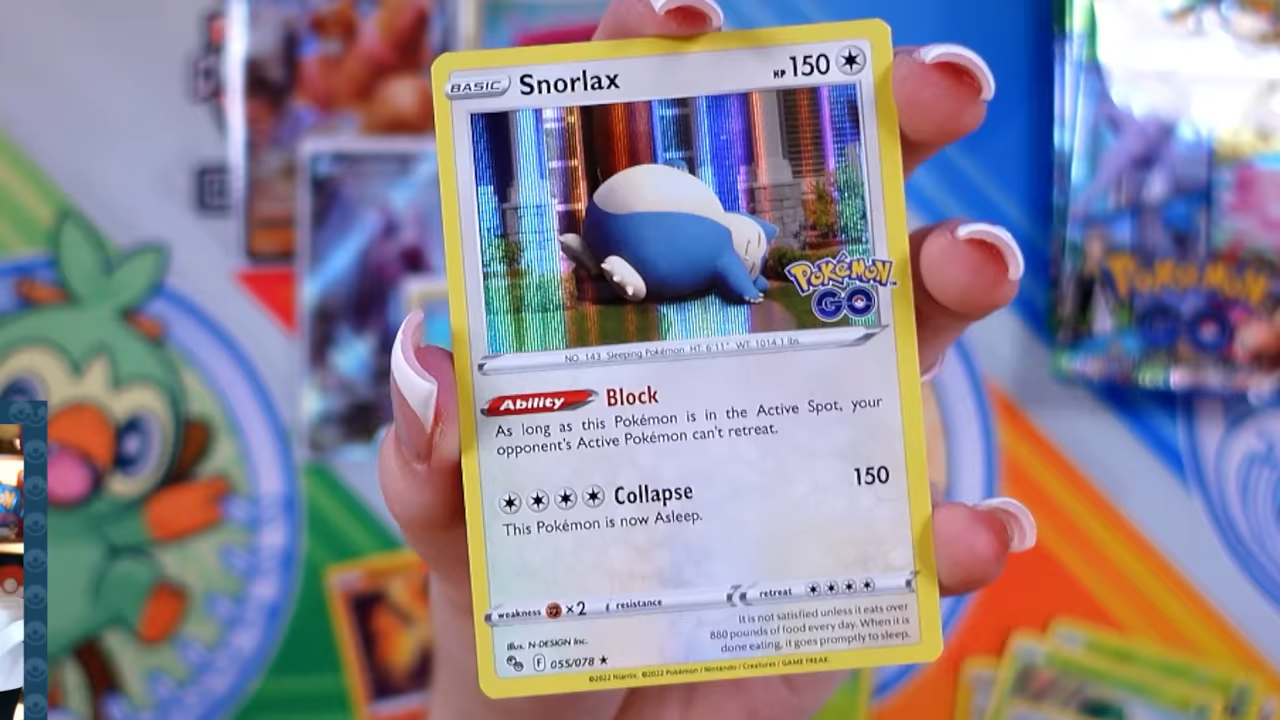 BASIC Snorlax HP 150
POKÉMON
GO
NO. 143 Sleeping Pokémon HT: 6'11" WT: 1014.1 lbs.
Ability Block
As long as this Pokémon is in the Active Spot, your
opponent's Active Pokémon can't retreat.
Collapse 150
This Pokémon is now Asleep.
weakness ×2 resistance retreat
It is not satisfied unless it eats over
880 pounds of food every day. When it is
done eating, it goes promptly to sleep.
Illus. N-DESIGN Inc.
F 055/078 ★
©2022 Niantic. ©2022 Pokémon / Nintendo / Creatures / GAME FREAK
POKÉMON
GO